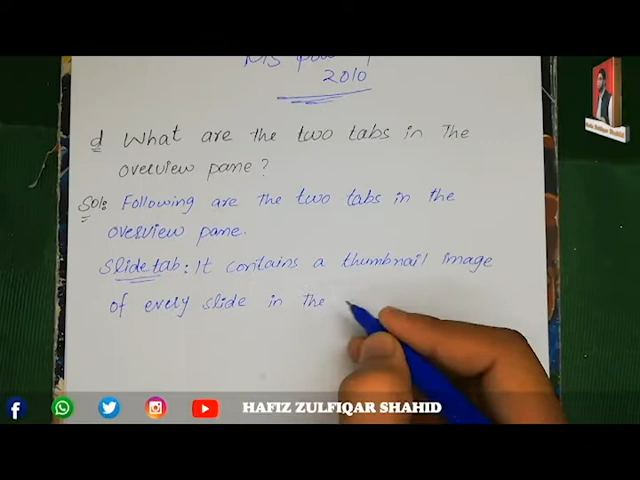 MS
2010
d What are the two tabs in The
overview pane?
Sol: Following are the two tabs in the
overview pane.
Slide tab: It contains a thumbnail image
of every slide in the
HAFIZ ZULFIQAR SHAHID